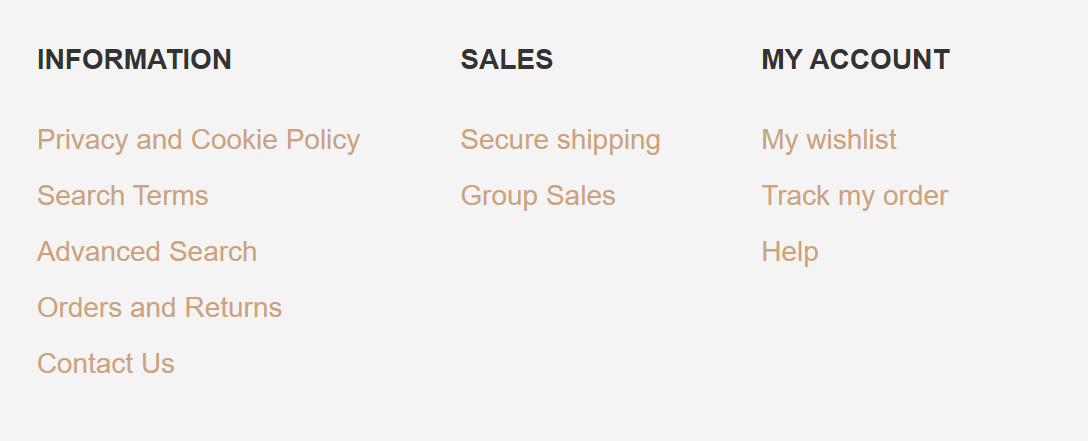 INFORMATION
Privacy and Cookie Policy
Search Terms
Advanced Search
Orders and Returns
Contact Us
SALES
Secure shipping
Group Sales
MY ACCOUNT
My wishlist
Track my order
Help